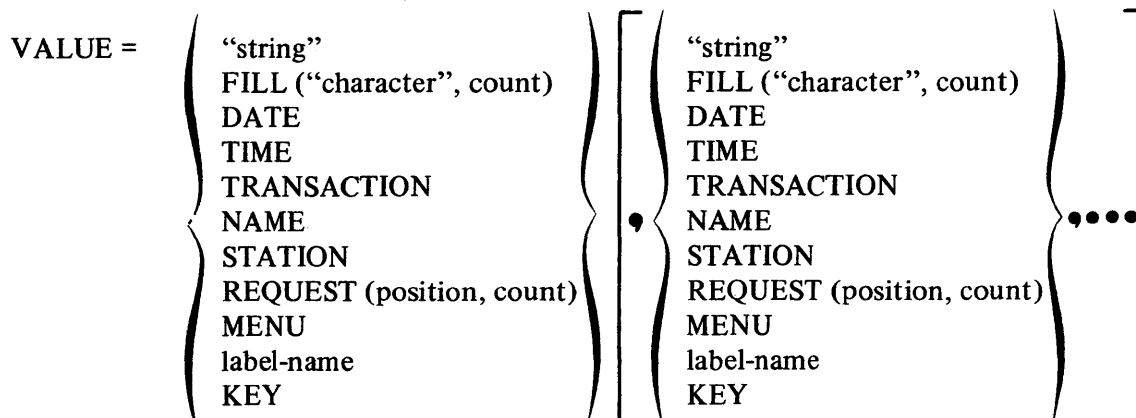 VALUE = “string” “string”
FILL (“character”, count) FILL (“character”, count)
DATE DATE
TIME TIME
TRANSACTION TRANSACTION
NAME , NAME ,...
STATION STATION
REQUEST (position, count) REQUEST (position, count)
MENU MENU
label-name label-name
KEY KEY